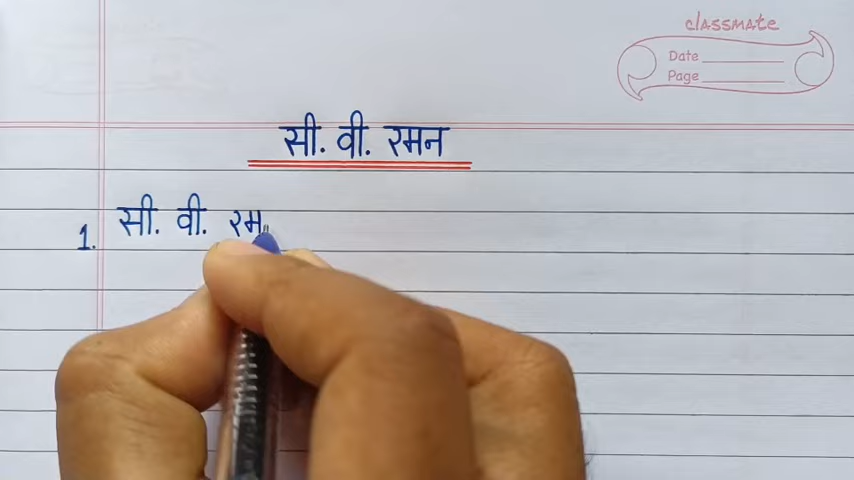 classmate
Date
Page
सी. वी. रमन
1. सी. वी. रम